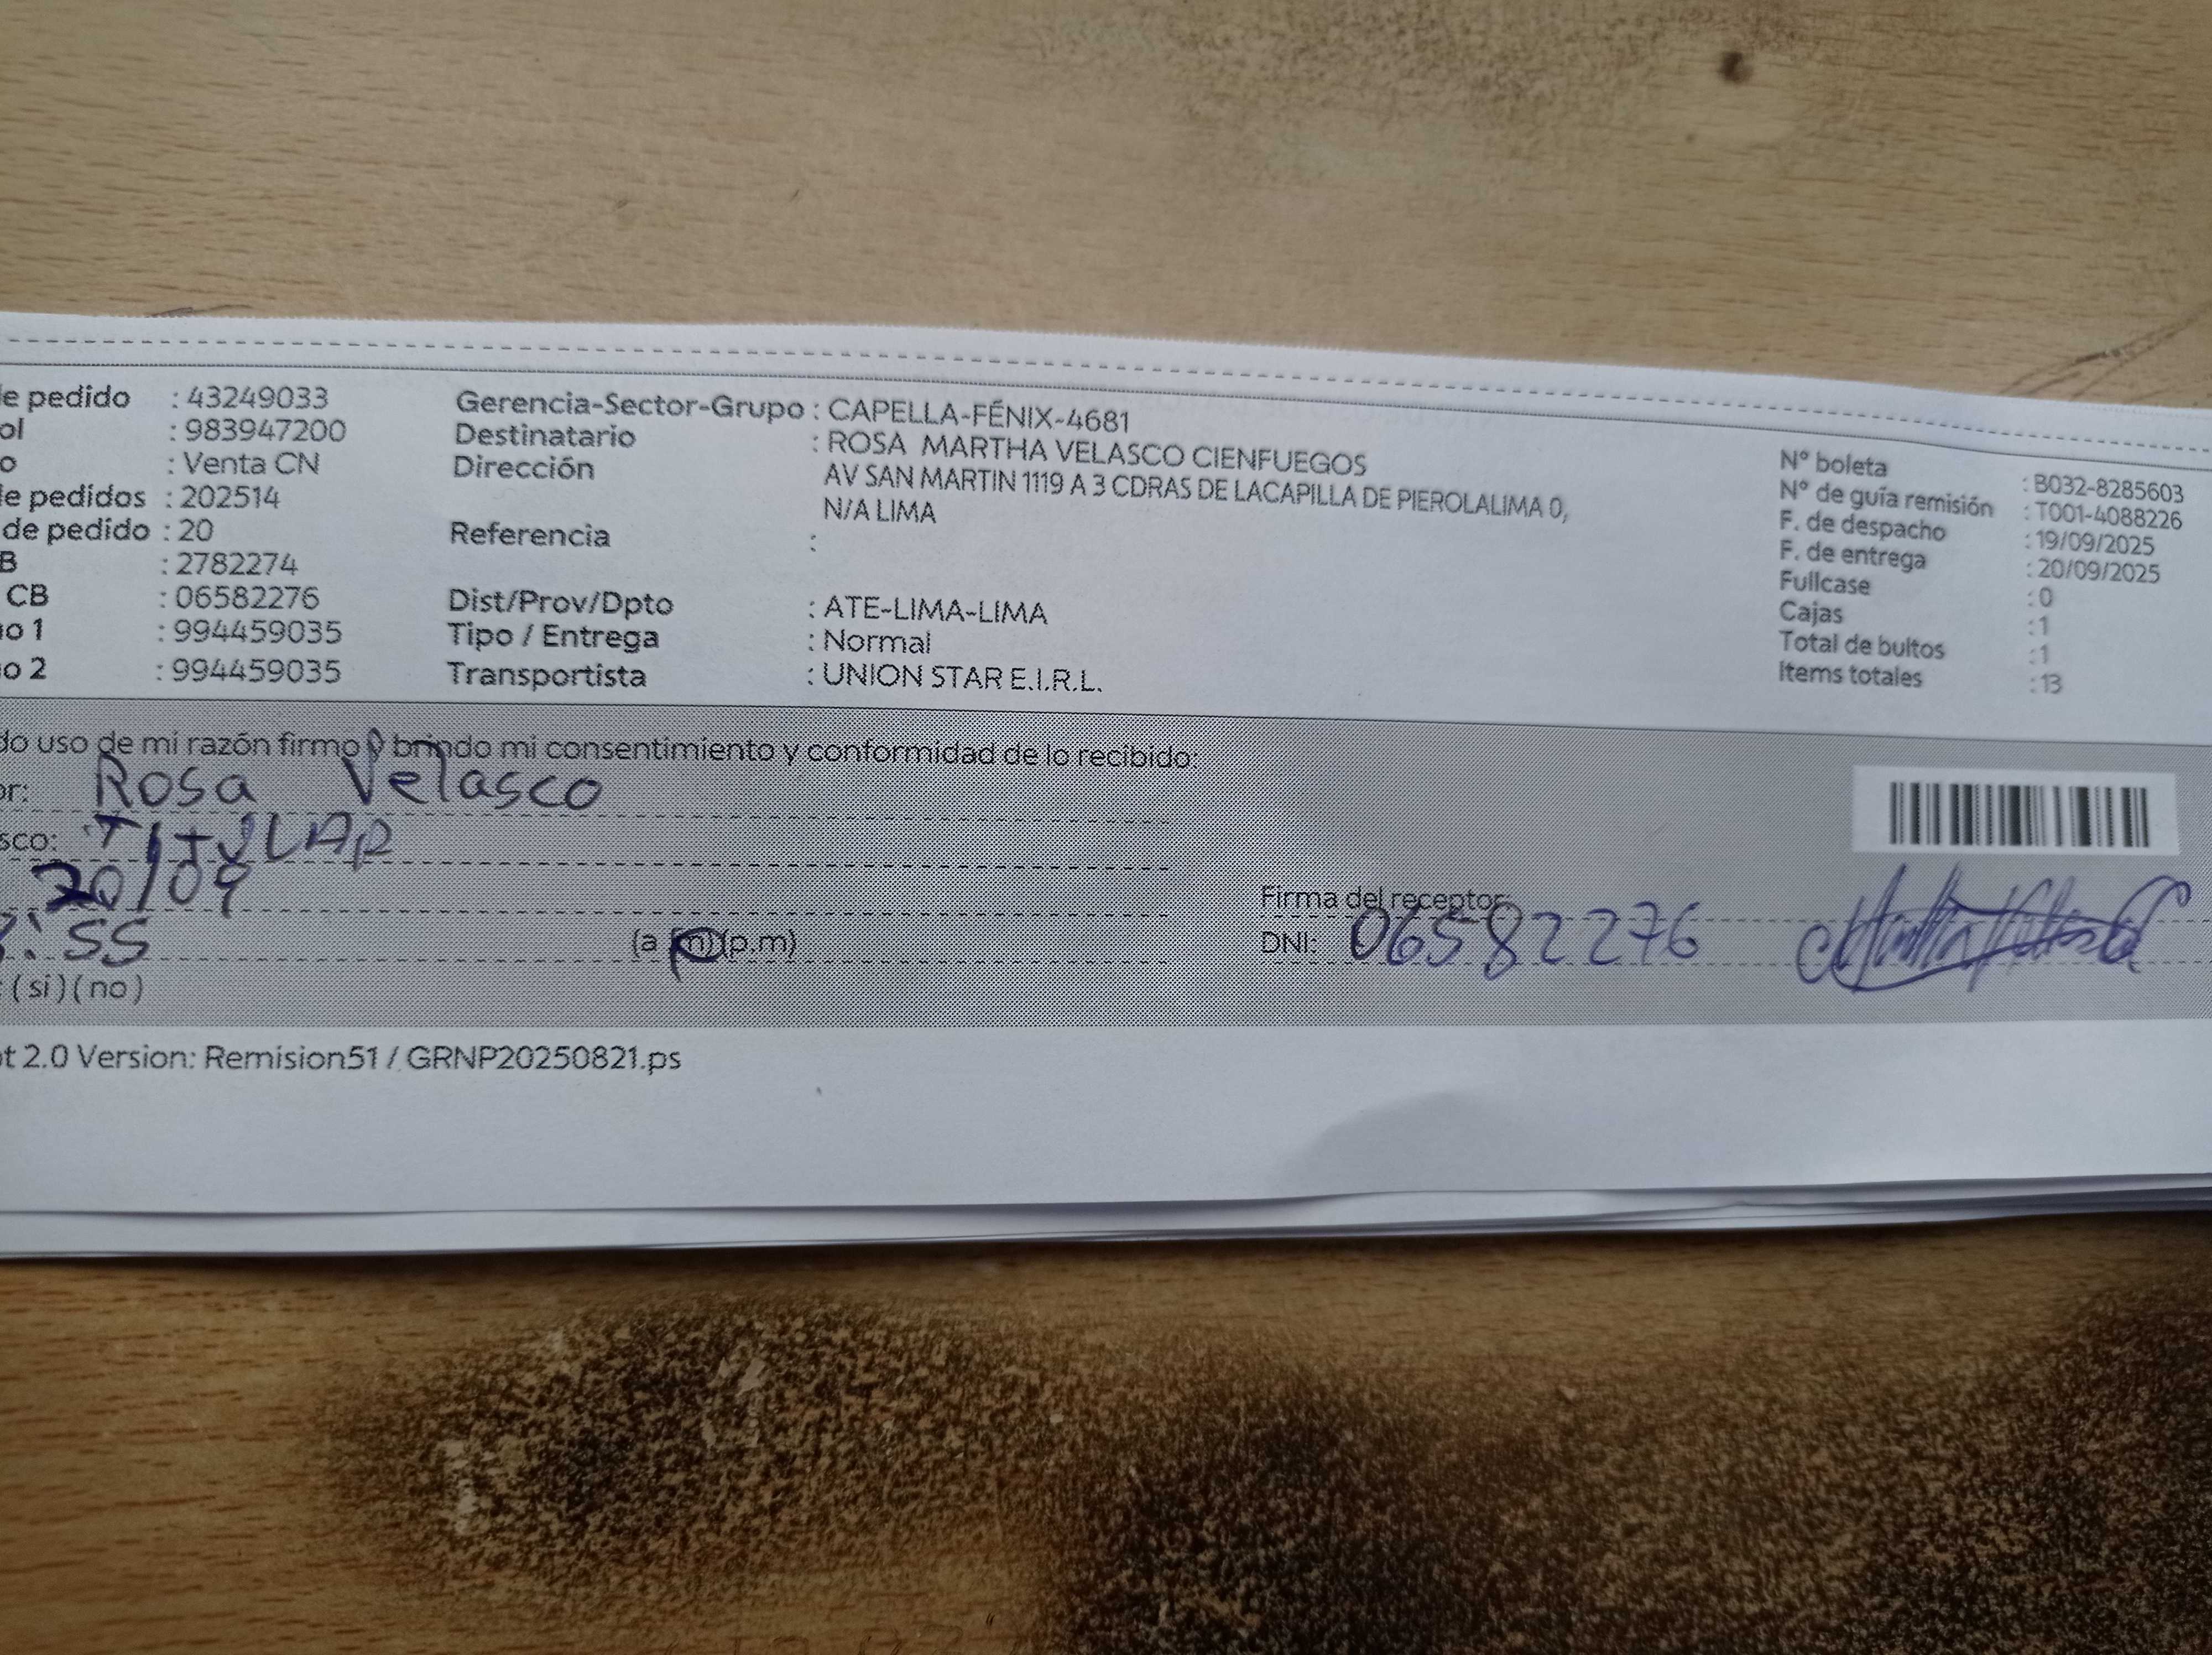 e pedido : 43249033
ol : 983947200
o : Venta CN
le pedidos : 202514
de pedido : 20
B : 2782274
CB : 06582276
no 1 : 994459035
no 2 : 994459035
Gerencia-Sector-Grupo : CAPELLA-FÉNIX-4681
Destinatario : ROSA MARTHA VELASCO CIENFUEGOS
Dirección AV SAN MARTIN 1119 A 3 CDRAS DE LACAPILLA DE PIEROLALIMA 0,
N/A LIMA
Referencia :
Dist/Prov/Dpto : ATE-LIMA-LIMA
Tipo / Entrega : Normal
Transportista : UNION STAR E.I.R.L.
N° boleta : B032-8285603
N° de guía remisión : T001-4088226
F. de despacho : 19/09/2025
F. de entrega : 20/09/2025
Fullcase : 0
Cajas : 1
Total de bultos : 1
Items totales : 13
do uso de mi razón firmo y brindo mi consentimiento y conformidad de lo recibido:
or: Rosa Velasco
sco: TitULAR
20/09
: 55 (a.m)(p.m)
: (si)(no)
Firma del receptor
DNI: 06582276
t 2.0 Version: Remision51 / GRNP20250821.ps